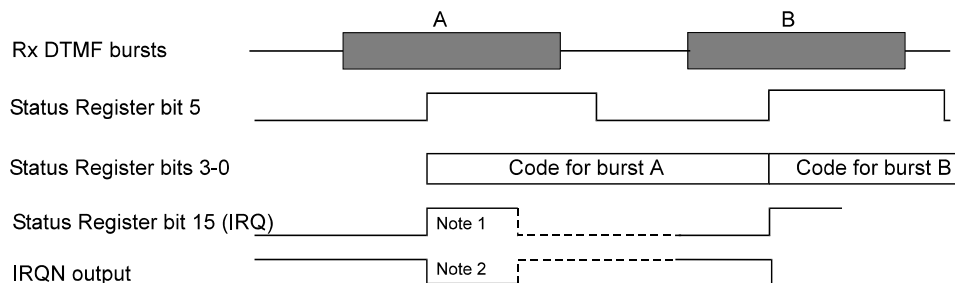 A
B
Rx DTMF bursts
Status Register bit 5
Status Register bits 3-0
Code for burst A
Code for burst B
Status Register bit 15 (IRQ)
Note 1
IRQN output
Note 2